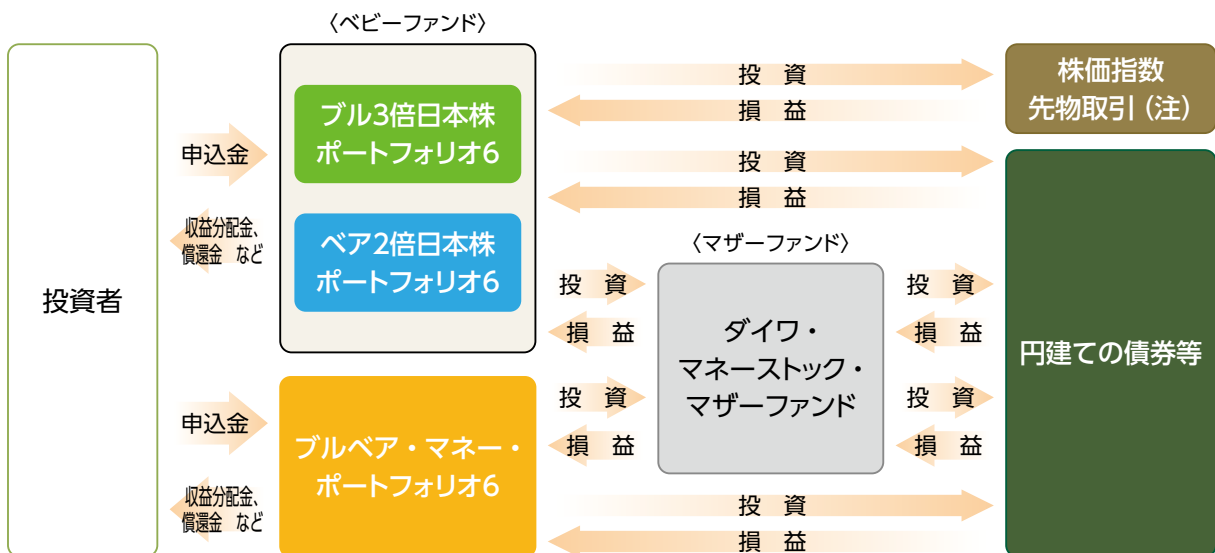 〈ベビーファンド〉
投資者
申込金
収益分配金、
償還金 など
ブル3倍日本株
ポートフォリオ6
ベア2倍日本株
ポートフォリオ6
投 資
損 益
株価指数
先物取引(注)
投 資
損 益
〈マザーファンド〉
投 資
損 益
ダイワ・
マネーストック・
マザーファンド
投 資
損 益
円建ての債券等
申込金
収益分配金、
償還金 など
ブルベア・マネー・
ポートフォリオ6
投 資
損 益
投 資
損 益
投 資
損 益